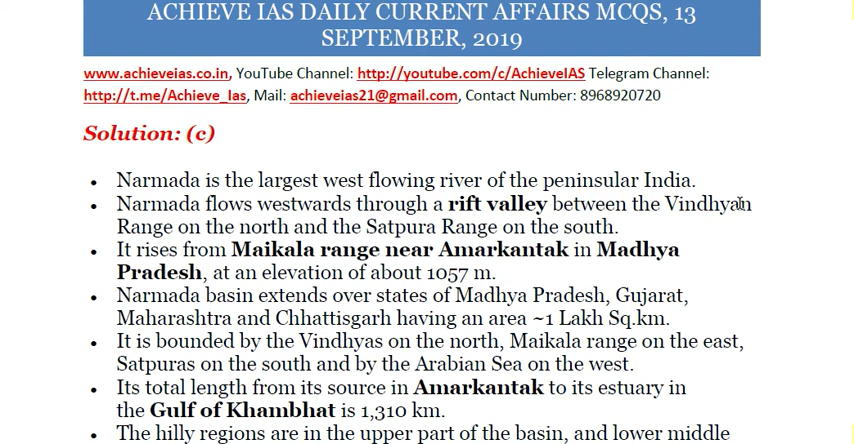 ACHIEVE IAS DAILY CURRENT AFFAIRS MCQS, 13
SEPTEMBER, 2019
www.achieveias.co.in, YouTube Channel: http://youtube.com/c/AchieveIAS Telegram Channel:
http://t.me/Achieve_Ias, Mail: achieveias21@gmail.com, Contact Number: 8968920720
Solution: (c)
• Narmada is the largest west flowing river of the peninsular India.
• Narmada flows westwards through a rift valley between the Vindhyan
Range on the north and the Satpura Range on the south.
• It rises from Maikala range near Amarkantak in Madhya
Pradesh, at an elevation of about 1057 m.
• Narmada basin extends over states of Madhya Pradesh, Gujarat,
Maharashtra and Chhattisgarh having an area ~1 Lakh Sq.km.
• It is bounded by the Vindhyas on the north, Maikala range on the east,
Satpuras on the south and by the Arabian Sea on the west.
• Its total length from its source in Amarkantak to its estuary in
the Gulf of Khambhat is 1,310 km.
• The hilly regions are in the upper part of the basin, and lower middle